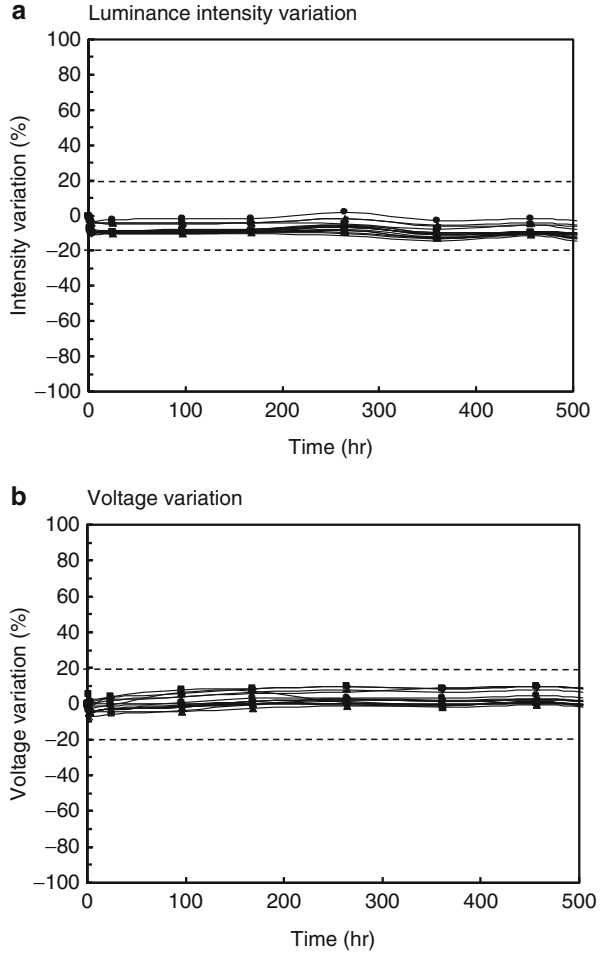 a Luminance intensity variation
100
80
60
40
20
0
−20
−40
−60
−80
−100
Intensity variation (%)
0 100 200 300 400 500
Time (hr)
b Voltage variation
100
80
60
40
20
0
−20
−40
−60
−80
−100
Voltage variation (%)
0 100 200 300 400 500
Time (hr)